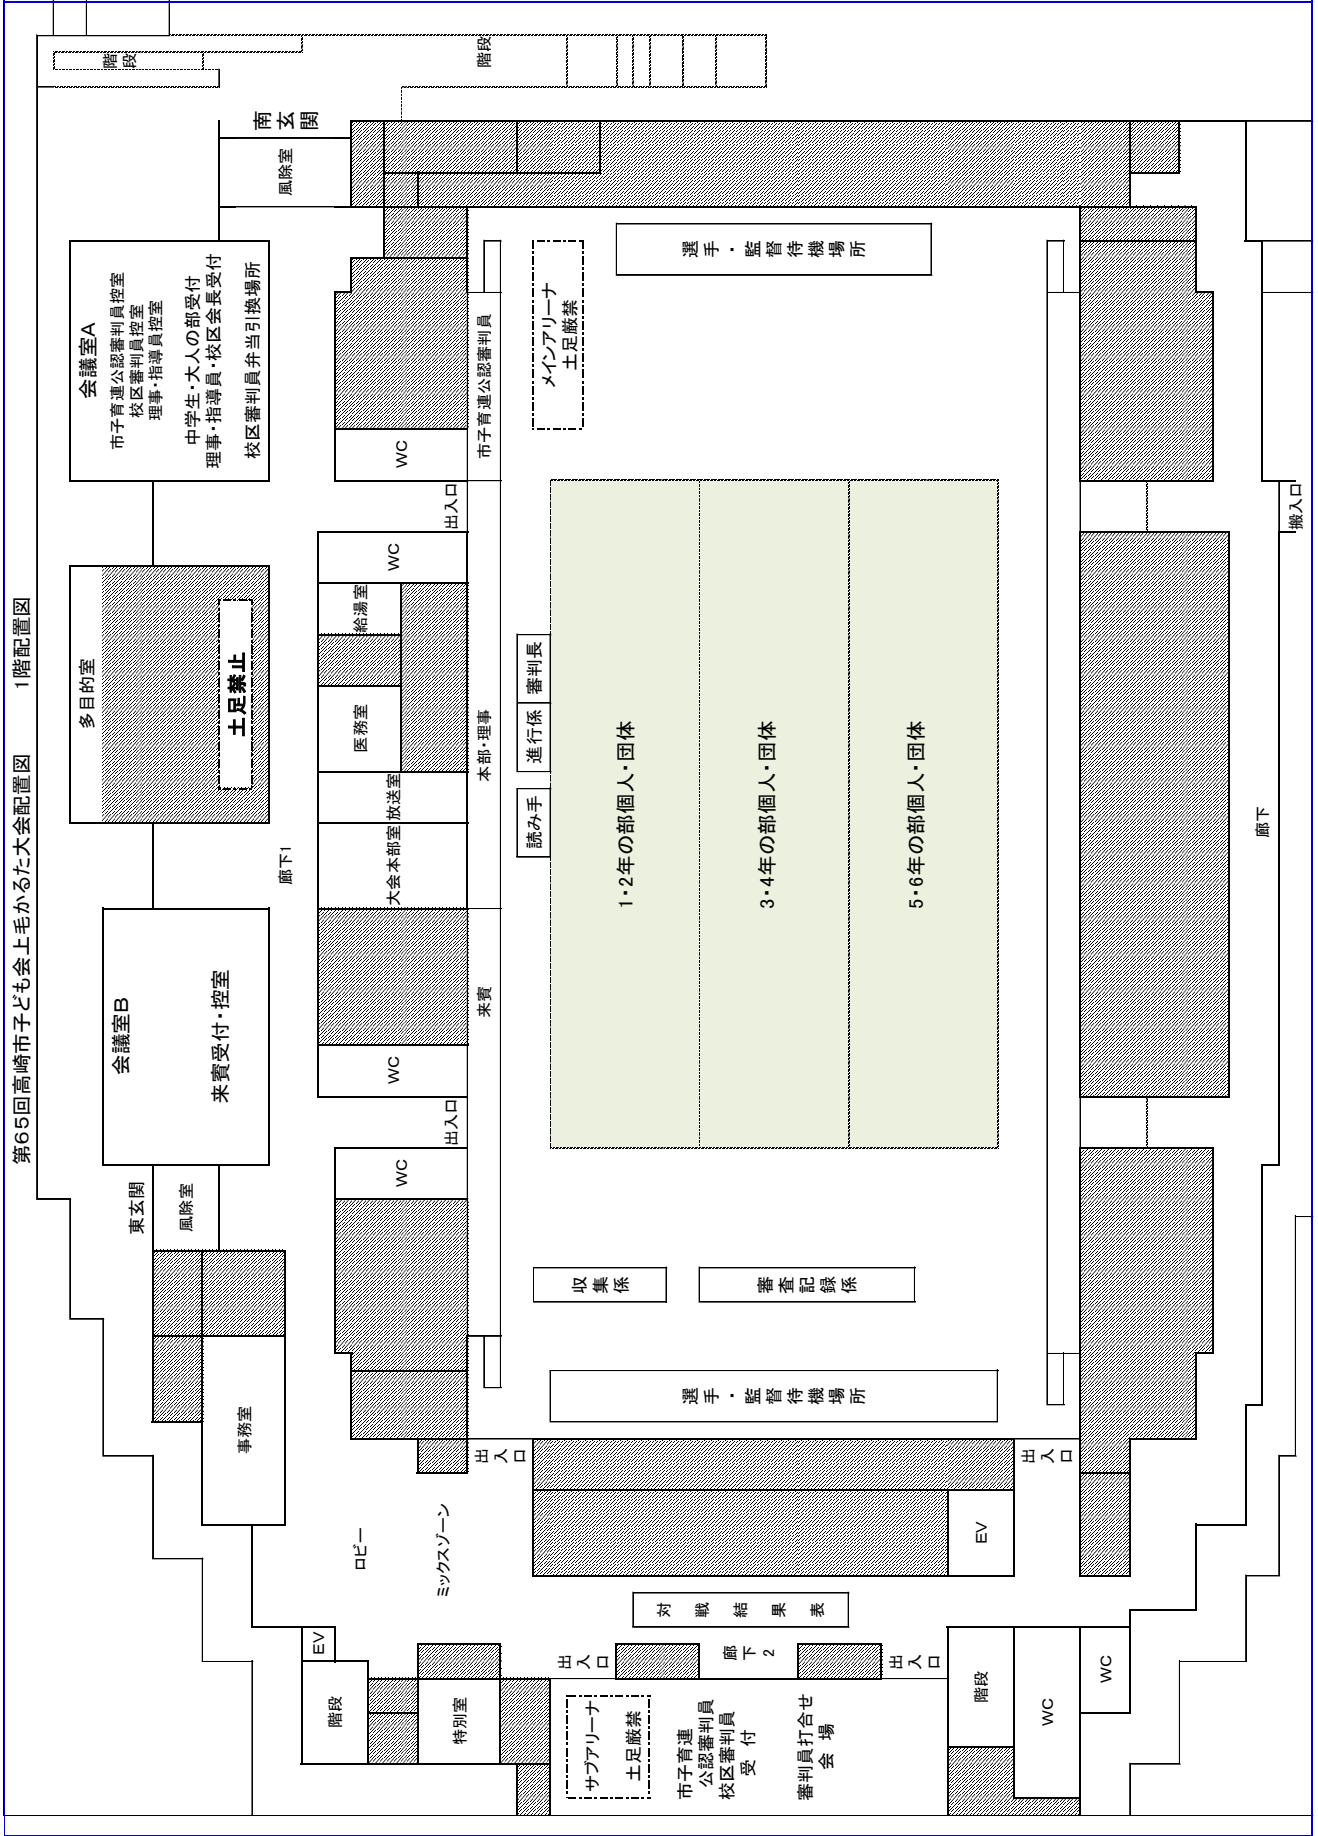 第65回高崎市子ども会上毛かるた大会配置図　　　1階配置図
階段
階段
南玄関
風除室
会議室A
市子育連公認審判員控室
校区審判員控室
理事・指導員控室
中学生・大人の部受付
理事・指導員・校区会長受付
校区審判員弁当引換場所
多目的室
土足禁止
会議室B
来賓受付・控室
東玄関
風除室
事務室
廊下1
WC
出入口
WC
給湯室
医務室
放送室
大会本部室
WC
出入口
WC
市子育連公認審判員
本部・理事
来賓
メインアリーナ
土足厳禁
選手・監督待機場所
審判長
進行係
読み手
1・2年の部個人・団体
3・4年の部個人・団体
5・6年の部個人・団体
収集係
審査記録係
選手・監督待機場所
搬入口
廊下
出入口
出入口
ロビー
ミックスゾーン
EV
対戦結果表
EV
階段
特別室
出入口
廊下2
出入口
サブアリーナ
土足厳禁
市子育連
公認審判員
校区審判員
受付
審判員打合せ
会場
階段
WC
WC